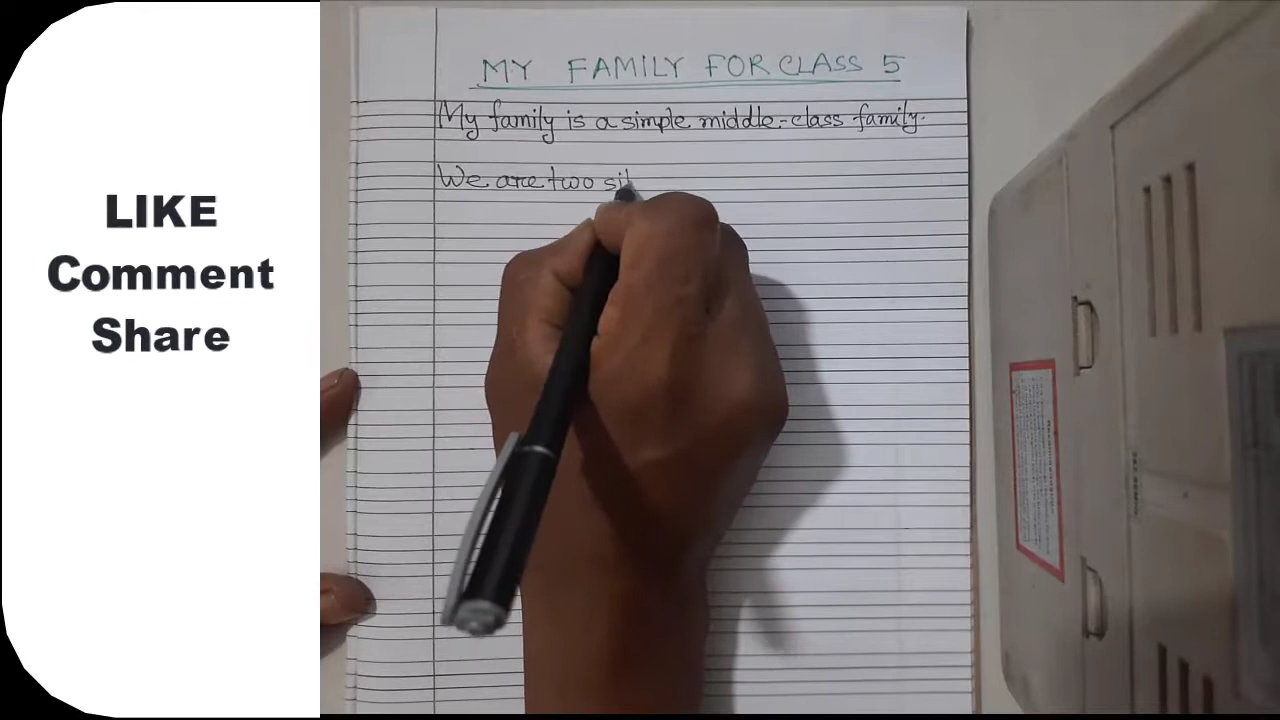 LIKE
Comment
Share
MY FAMILY FOR CLASS 5
My family is a simple middle-class family.
We are two